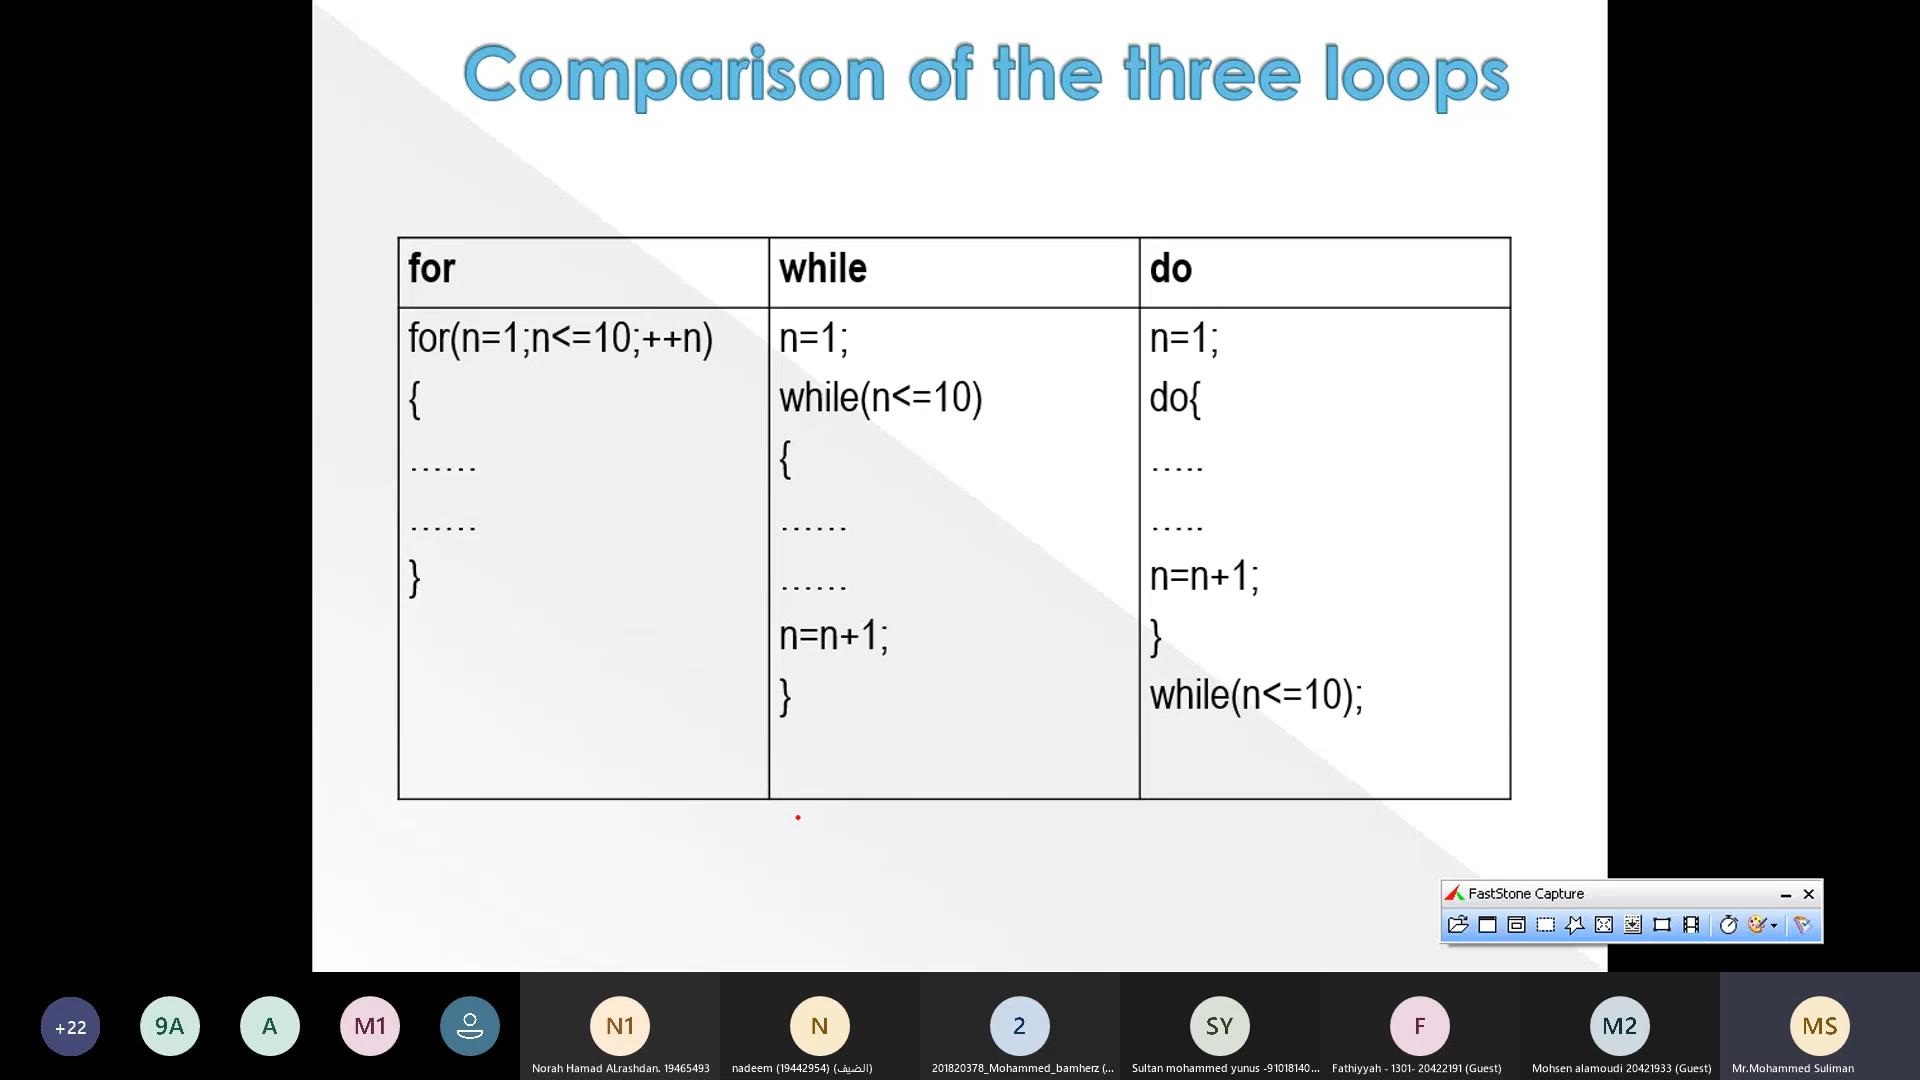 Comparison of the three loops
for
while
do
for(n=1;n<=10;++n)
{
......
......
}
n=1;
while(n<=10)
{
......
......
n=n+1;
}
n=1;
do{
.....
.....
n=n+1;
}
while(n<=10);
FastStone Capture
+22
9A
A
M1
N1
N
2
SY
F
M2
MS
Norah Hamad ALrashdan. 19465493
nadeem (19442954) (الضيف)
201820378_Mohammed_bamherz (...
Sultan mohammed yunus -91018140...
Fathiyyah - 1301- 20422191 (Guest)
Mohsen alamoudi 20421933 (Guest)
Mr.Mohammed Suliman